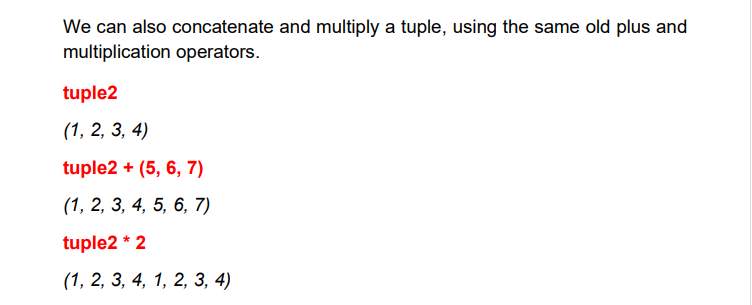 We can also concatenate and multiply a tuple, using the same old plus and
multiplication operators.
tuple2
(1, 2, 3, 4)
tuple2 + (5, 6, 7)
(1, 2, 3, 4, 5, 6, 7)
tuple2 * 2
(1, 2, 3, 4, 1, 2, 3, 4)